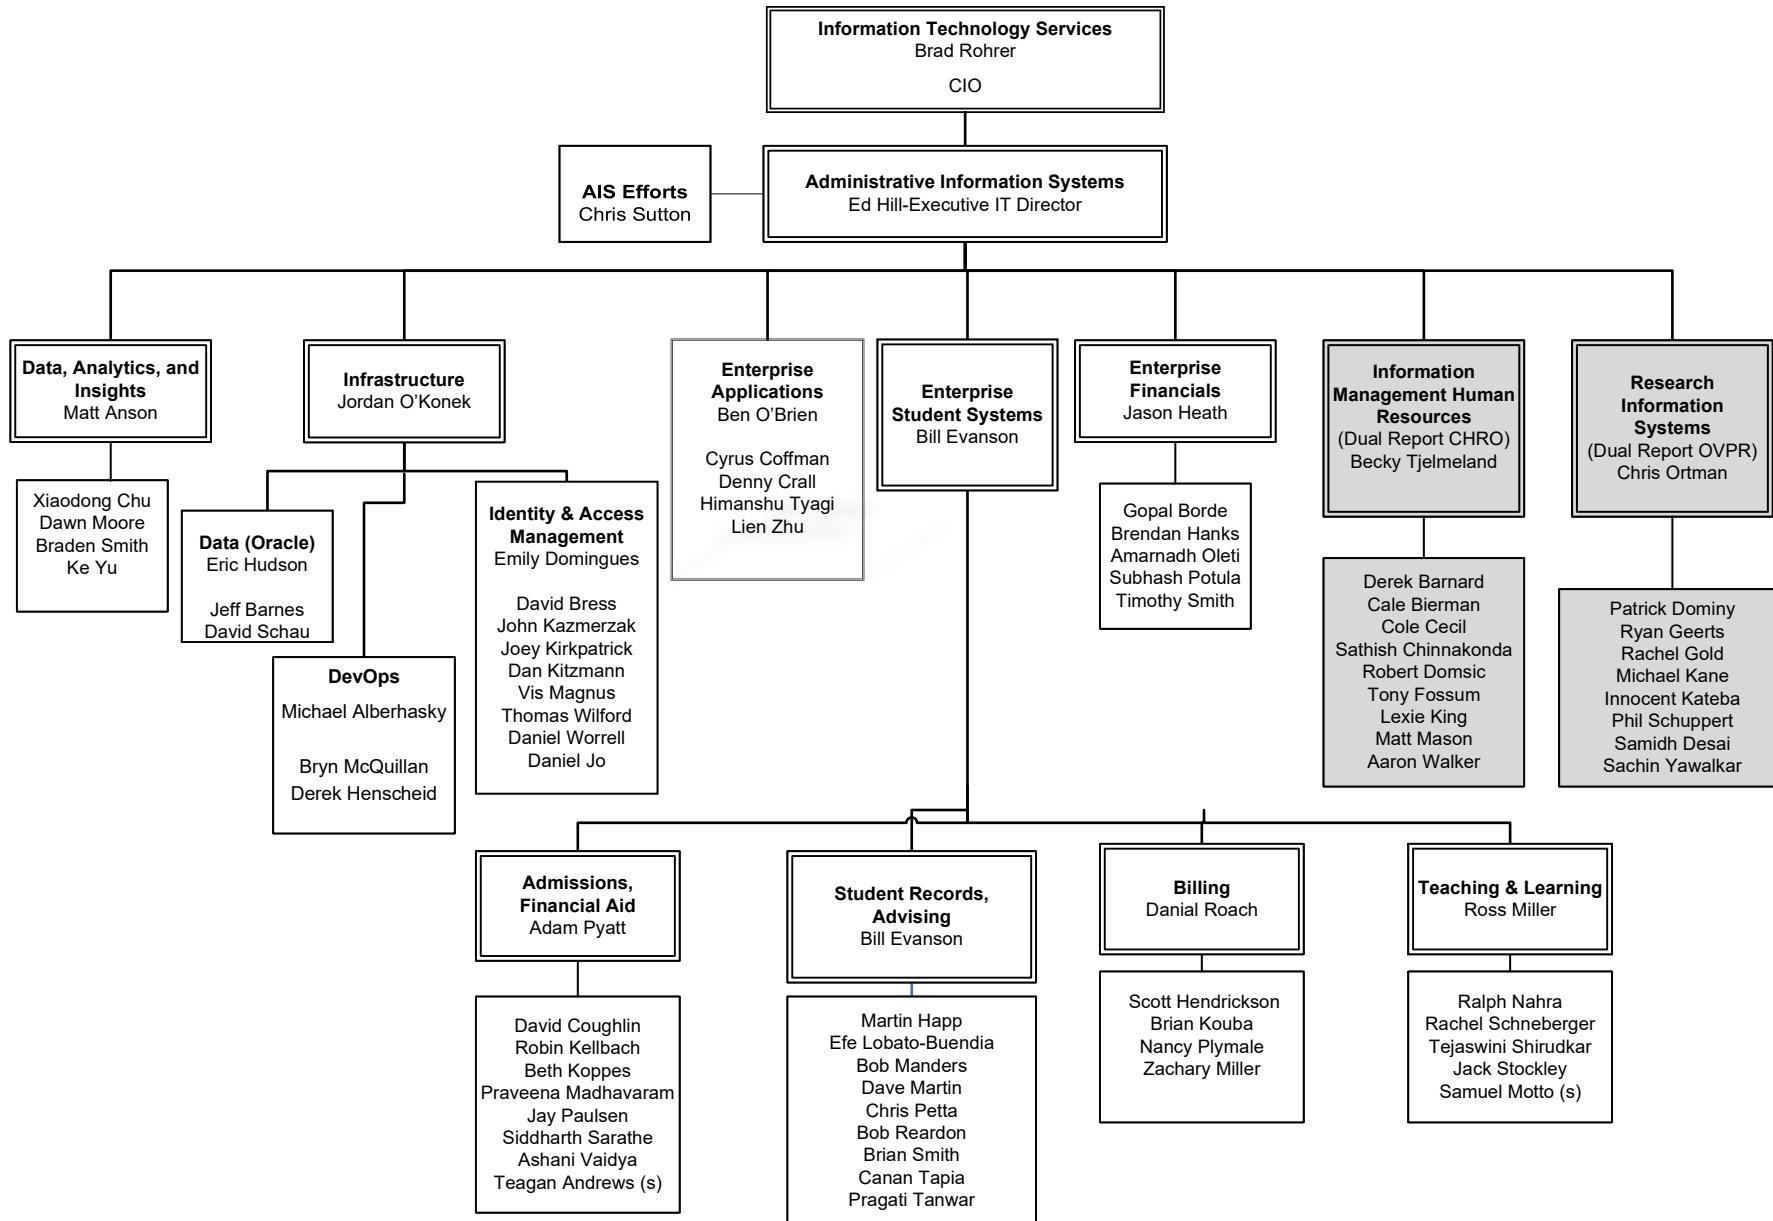 Information Technology Services
Brad Rohrer
CIO
AIS Efforts
Chris Sutton
Administrative Information Systems
Ed Hill-Executive IT Director
Data, Analytics, and
Insights
Matt Anson
Xiaodong Chu
Dawn Moore
Braden Smith
Ke Yu
Infrastructure
Jordan O’Konek
Data (Oracle)
Eric Hudson
Jeff Barnes
David Schau
DevOps
Michael Alberhasky
Bryn McQuillan
Derek Henscheid
Identity & Access
Management
Emily Domingues
David Bress
John Kazmerzak
Joey Kirkpatrick
Dan Kitzmann
Vis Magnus
Thomas Wilford
Daniel Worrell
Daniel Jo
Enterprise
Applications
Ben O’Brien
Cyrus Coffman
Denny Crall
Himanshu Tyagi
Lien Zhu
Enterprise
Student Systems
Bill Evanson
Enterprise
Financials
Jason Heath
Gopal Borde
Brendan Hanks
Amarnadh Oleti
Subhash Potula
Timothy Smith
Information
Management Human
Resources
(Dual Report CHRO)
Becky Tjelmeland
Derek Barnard
Cale Bierman
Cole Cecil
Sathish Chinnakonda
Robert Domsic
Tony Fossum
Lexie King
Matt Mason
Aaron Walker
Research
Information
Systems
(Dual Report OVPR)
Chris Ortman
Patrick Dominy
Ryan Geerts
Rachel Gold
Michael Kane
Innocent Kateba
Phil Schuppert
Samidh Desai
Sachin Yawalkar
Admissions,
Financial Aid
Adam Pyatt
David Coughlin
Robin Kellbach
Beth Koppes
Praveena Madhavaram
Jay Paulsen
Siddharth Sarathe
Ashani Vaidya
Teagan Andrews (s)
Student Records,
Advising
Bill Evanson
Martin Happ
Efe Lobato-Buendia
Bob Manders
Dave Martin
Chris Petta
Bob Reardon
Brian Smith
Canan Tapia
Pragati Tanwar
Billing
Danial Roach
Scott Hendrickson
Brian Kouba
Nancy Plymale
Zachary Miller
Teaching & Learning
Ross Miller
Ralph Nahra
Rachel Schneberger
Tejaswini Shirudkar
Jack Stockley
Samuel Motto (s)